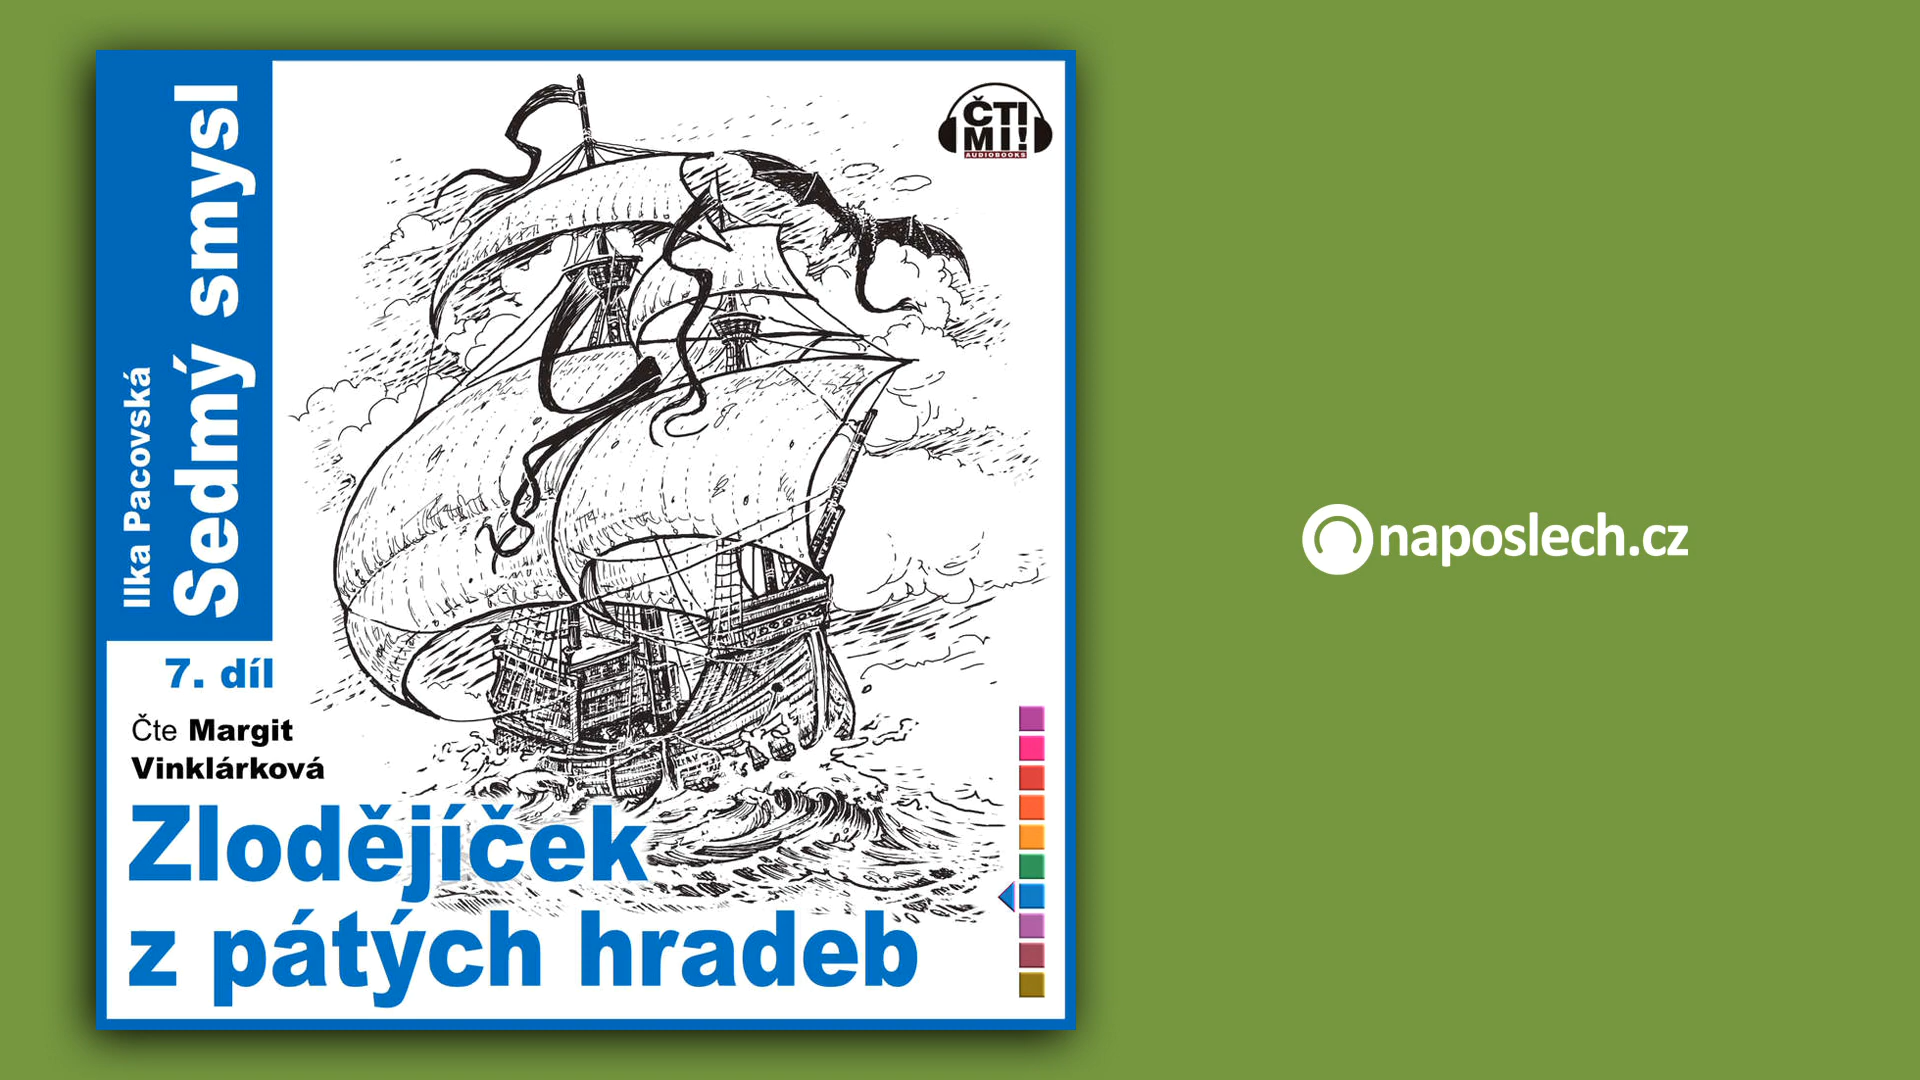 Ilka Pacovská
Sedmý smysl
ČTI
MI!
AUDIOBOOKS
7. díl
Čte Margit
Vinklárková
Zlodějíček
z pátých hradeb
naposlech.cz